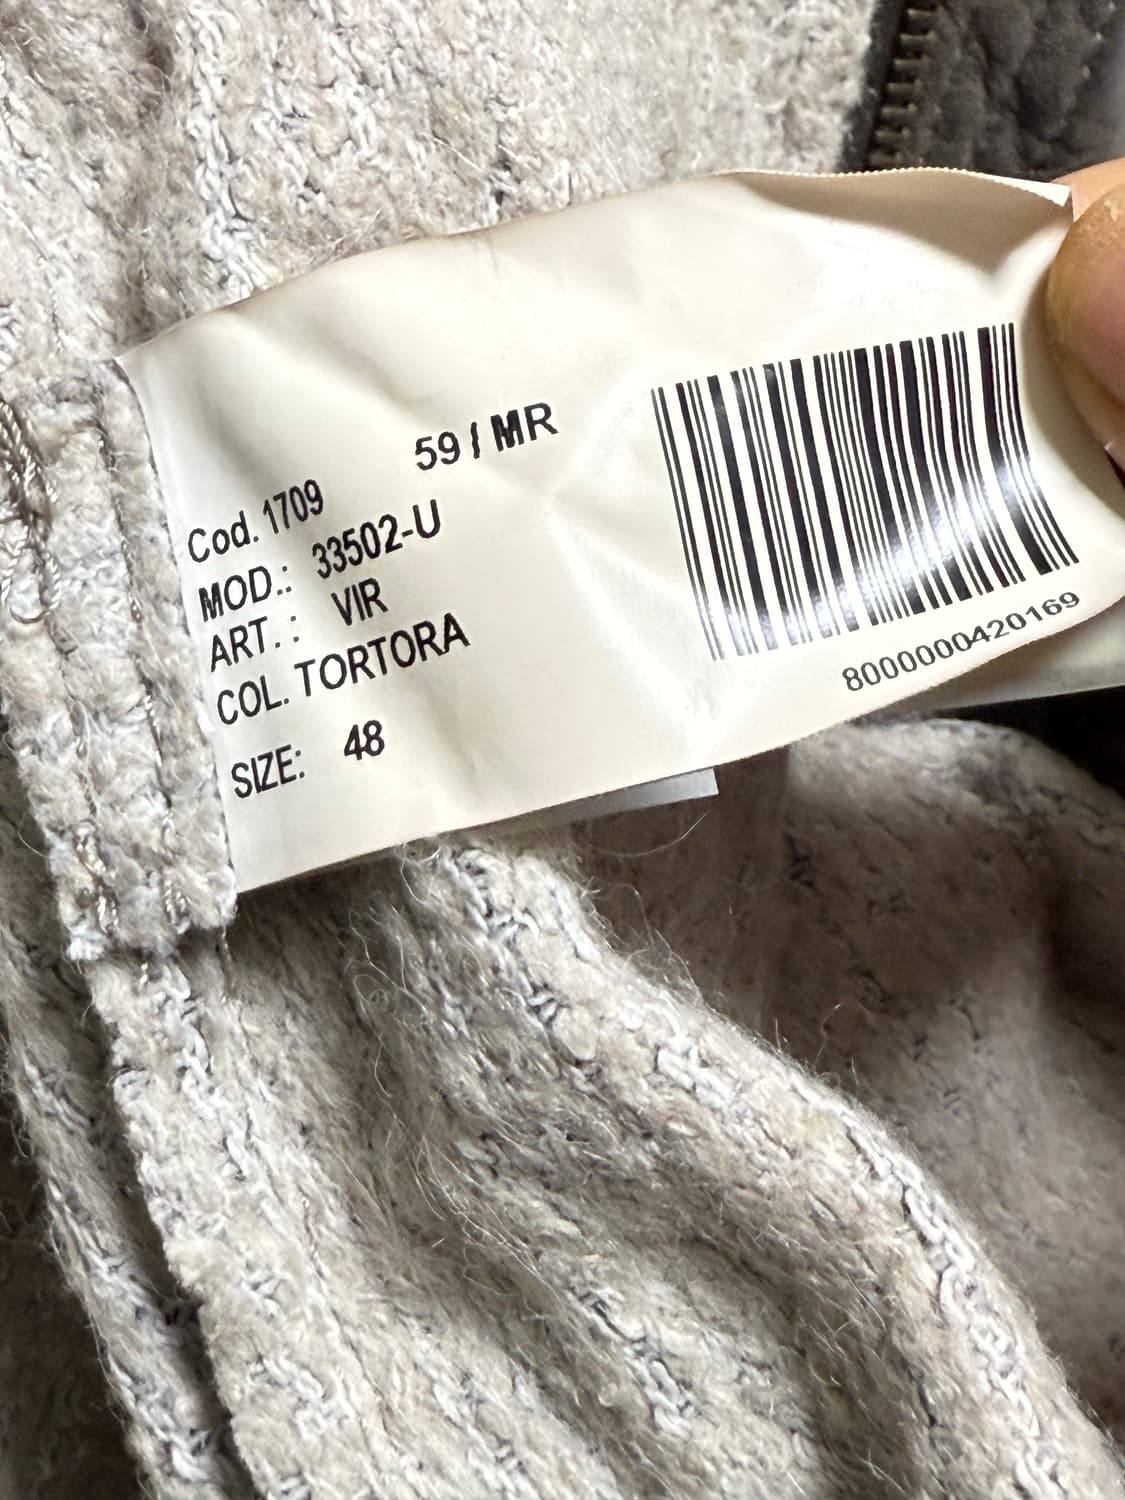 59 / MR
Cod. 1709
MOD.: 33502-U
ART. : VIR
COL. TORTORA
SIZE: 48
8000000420169